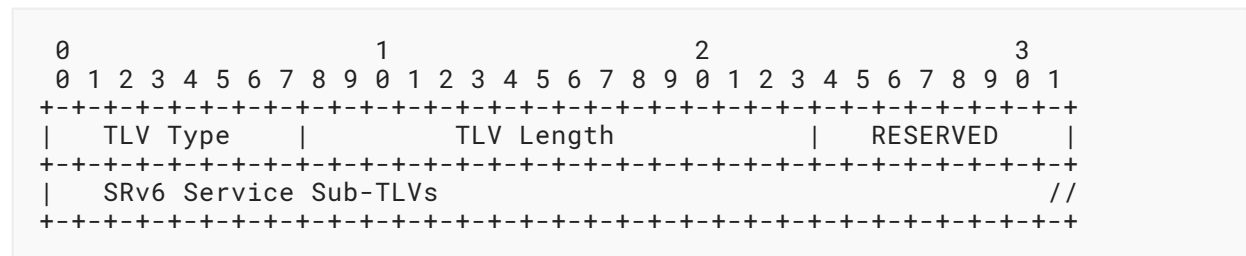 0                   1                   2                   3
 0 1 2 3 4 5 6 7 8 9 0 1 2 3 4 5 6 7 8 9 0 1 2 3 4 5 6 7 8 9 0 1
+-+-+-+-+-+-+-+-+-+-+-+-+-+-+-+-+-+-+-+-+-+-+-+-+-+-+-+-+-+-+-+-+
|   TLV Type    |         TLV Length            |   RESERVED    |
+-+-+-+-+-+-+-+-+-+-+-+-+-+-+-+-+-+-+-+-+-+-+-+-+-+-+-+-+-+-+-+-+
|   SRv6 Service Sub-TLVs                                      //
+-+-+-+-+-+-+-+-+-+-+-+-+-+-+-+-+-+-+-+-+-+-+-+-+-+-+-+-+-+-+-+-+